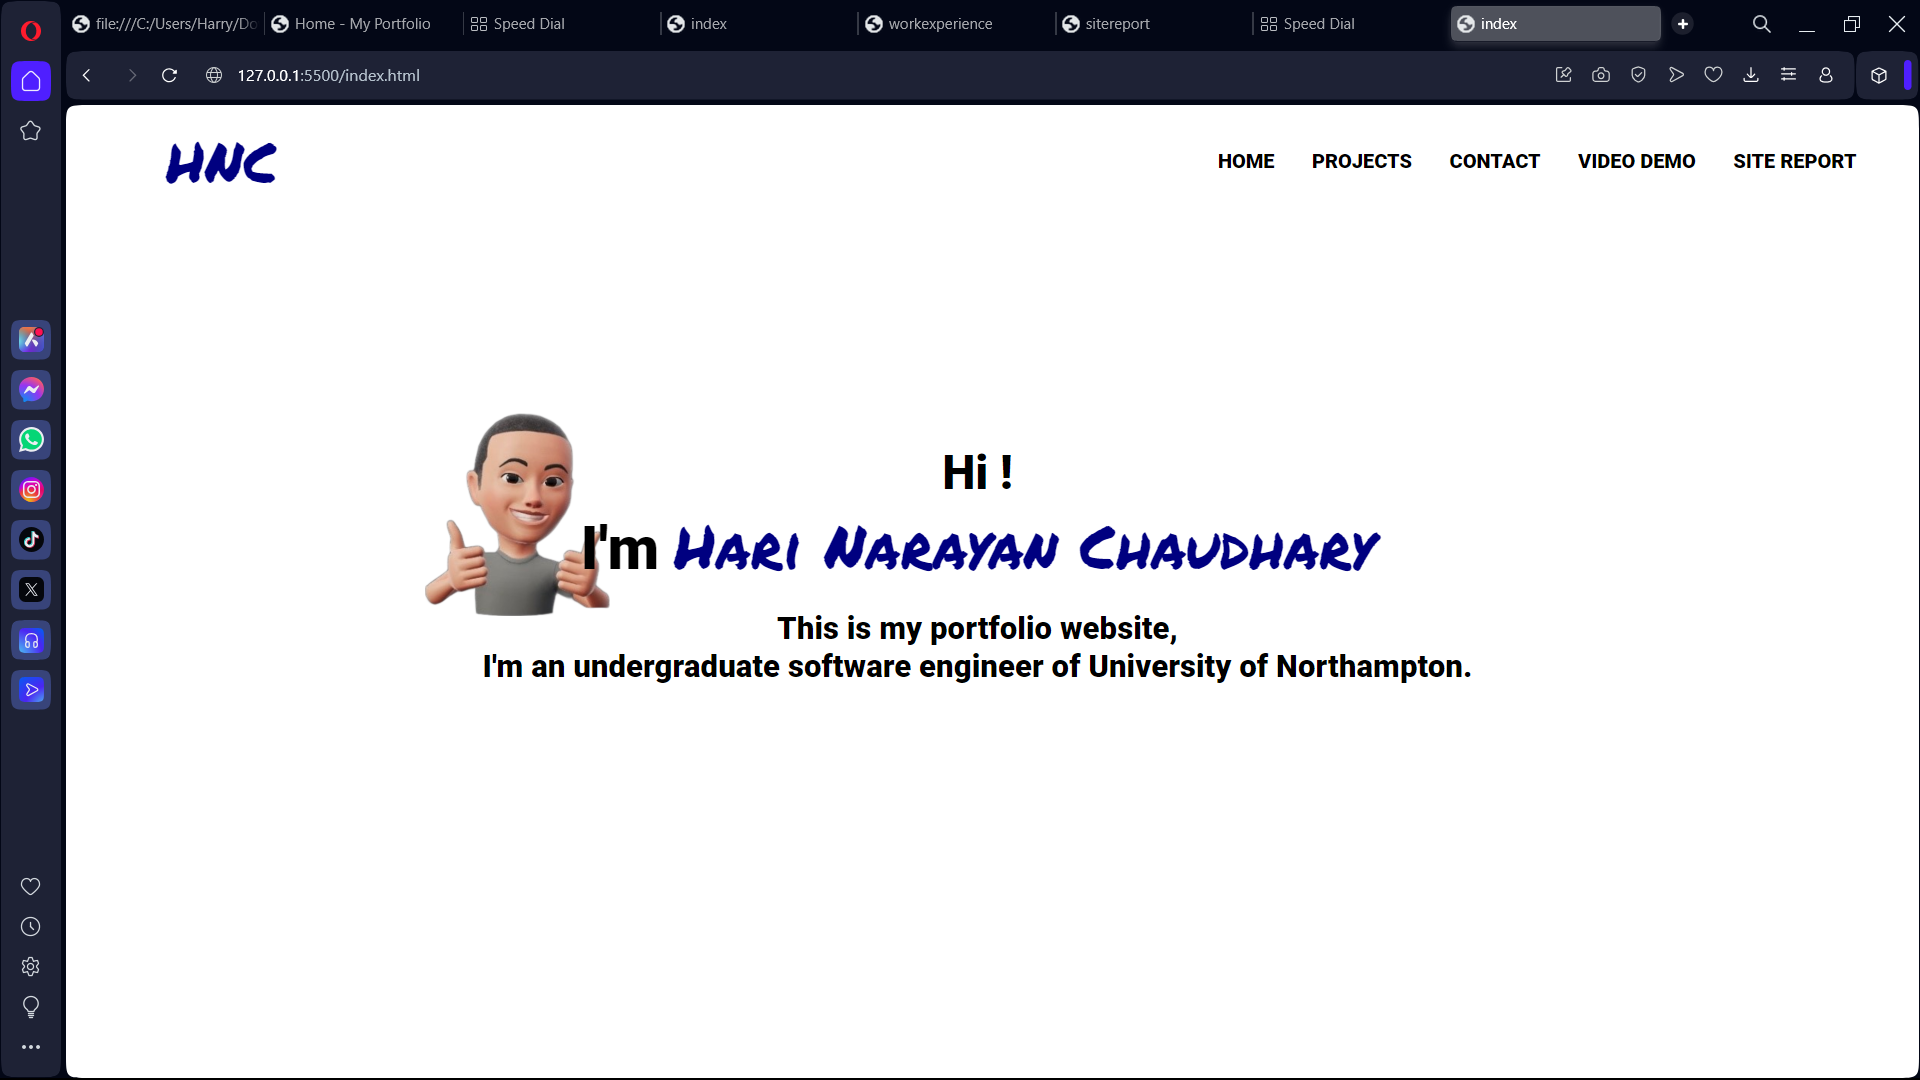 file:///C:/Users/Harry/Do
Home - My Portfolio
Speed Dial
index
workexperience
sitereport
Speed Dial
index
127.0.0.1:5500/index.html
HNC
HOME
PROJECTS
CONTACT
VIDEO DEMO
SITE REPORT
Hi !
I'm Hari Narayan Chaudhary
This is my portfolio website,
I'm an undergraduate software engineer of University of Northampton.